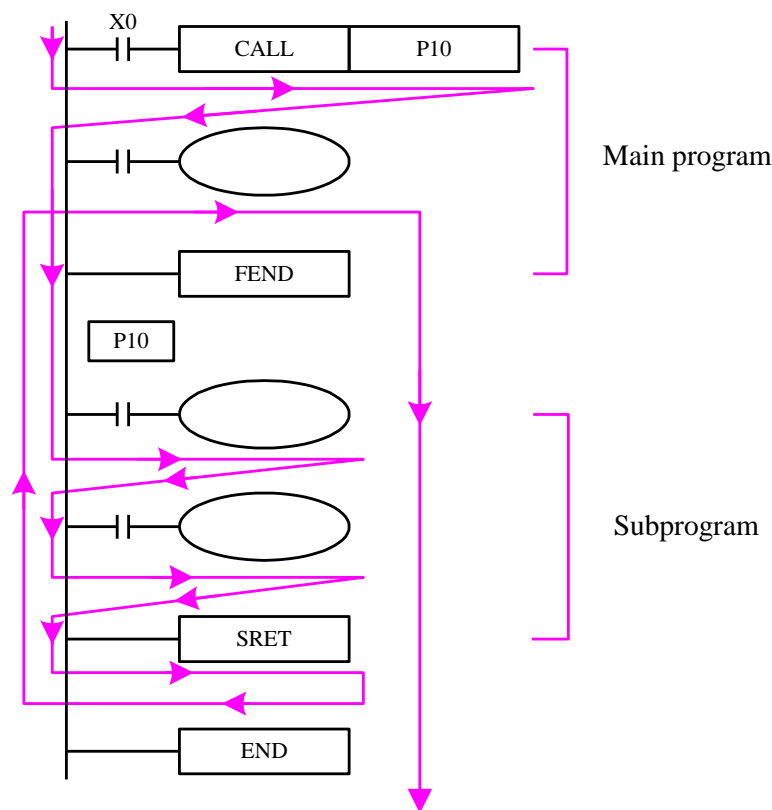 X0
CALL P10
Main program
FEND
P10
Subprogram
SRET
END